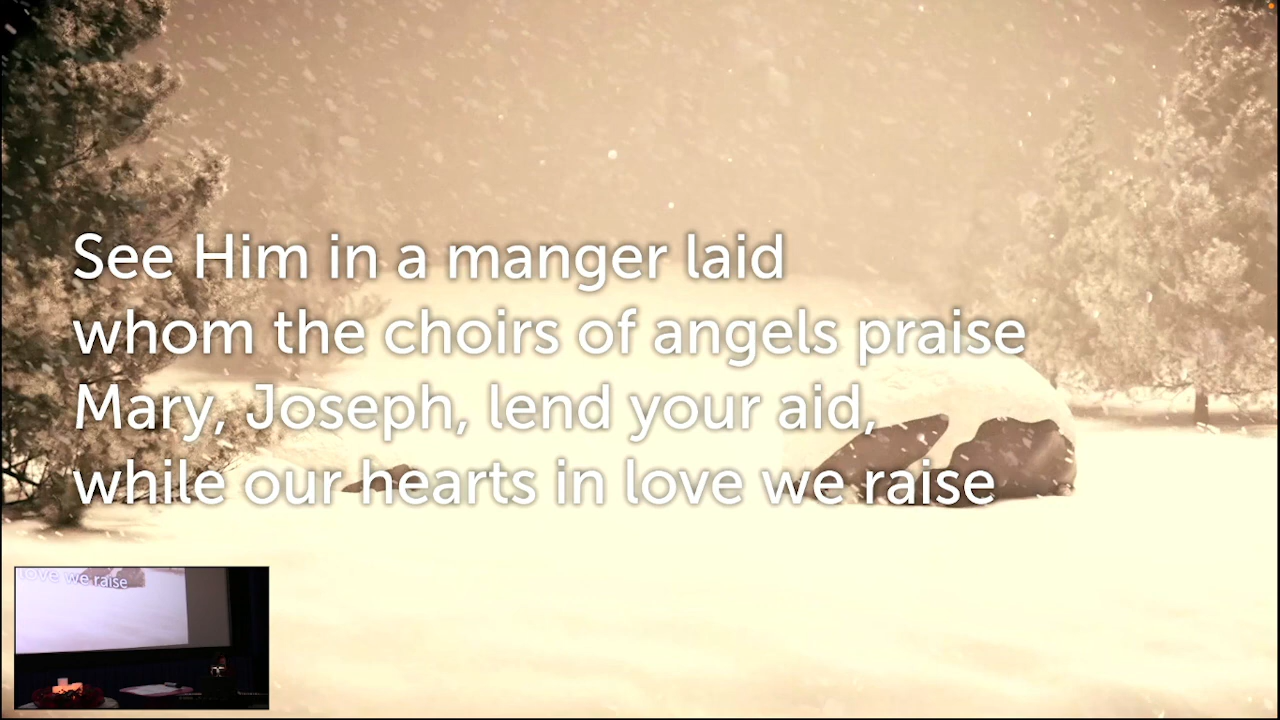 See Him in a manger laid
whom the choirs of angels praise
Mary, Joseph, lend your aid,
while our hearts in love we raise
love we raise